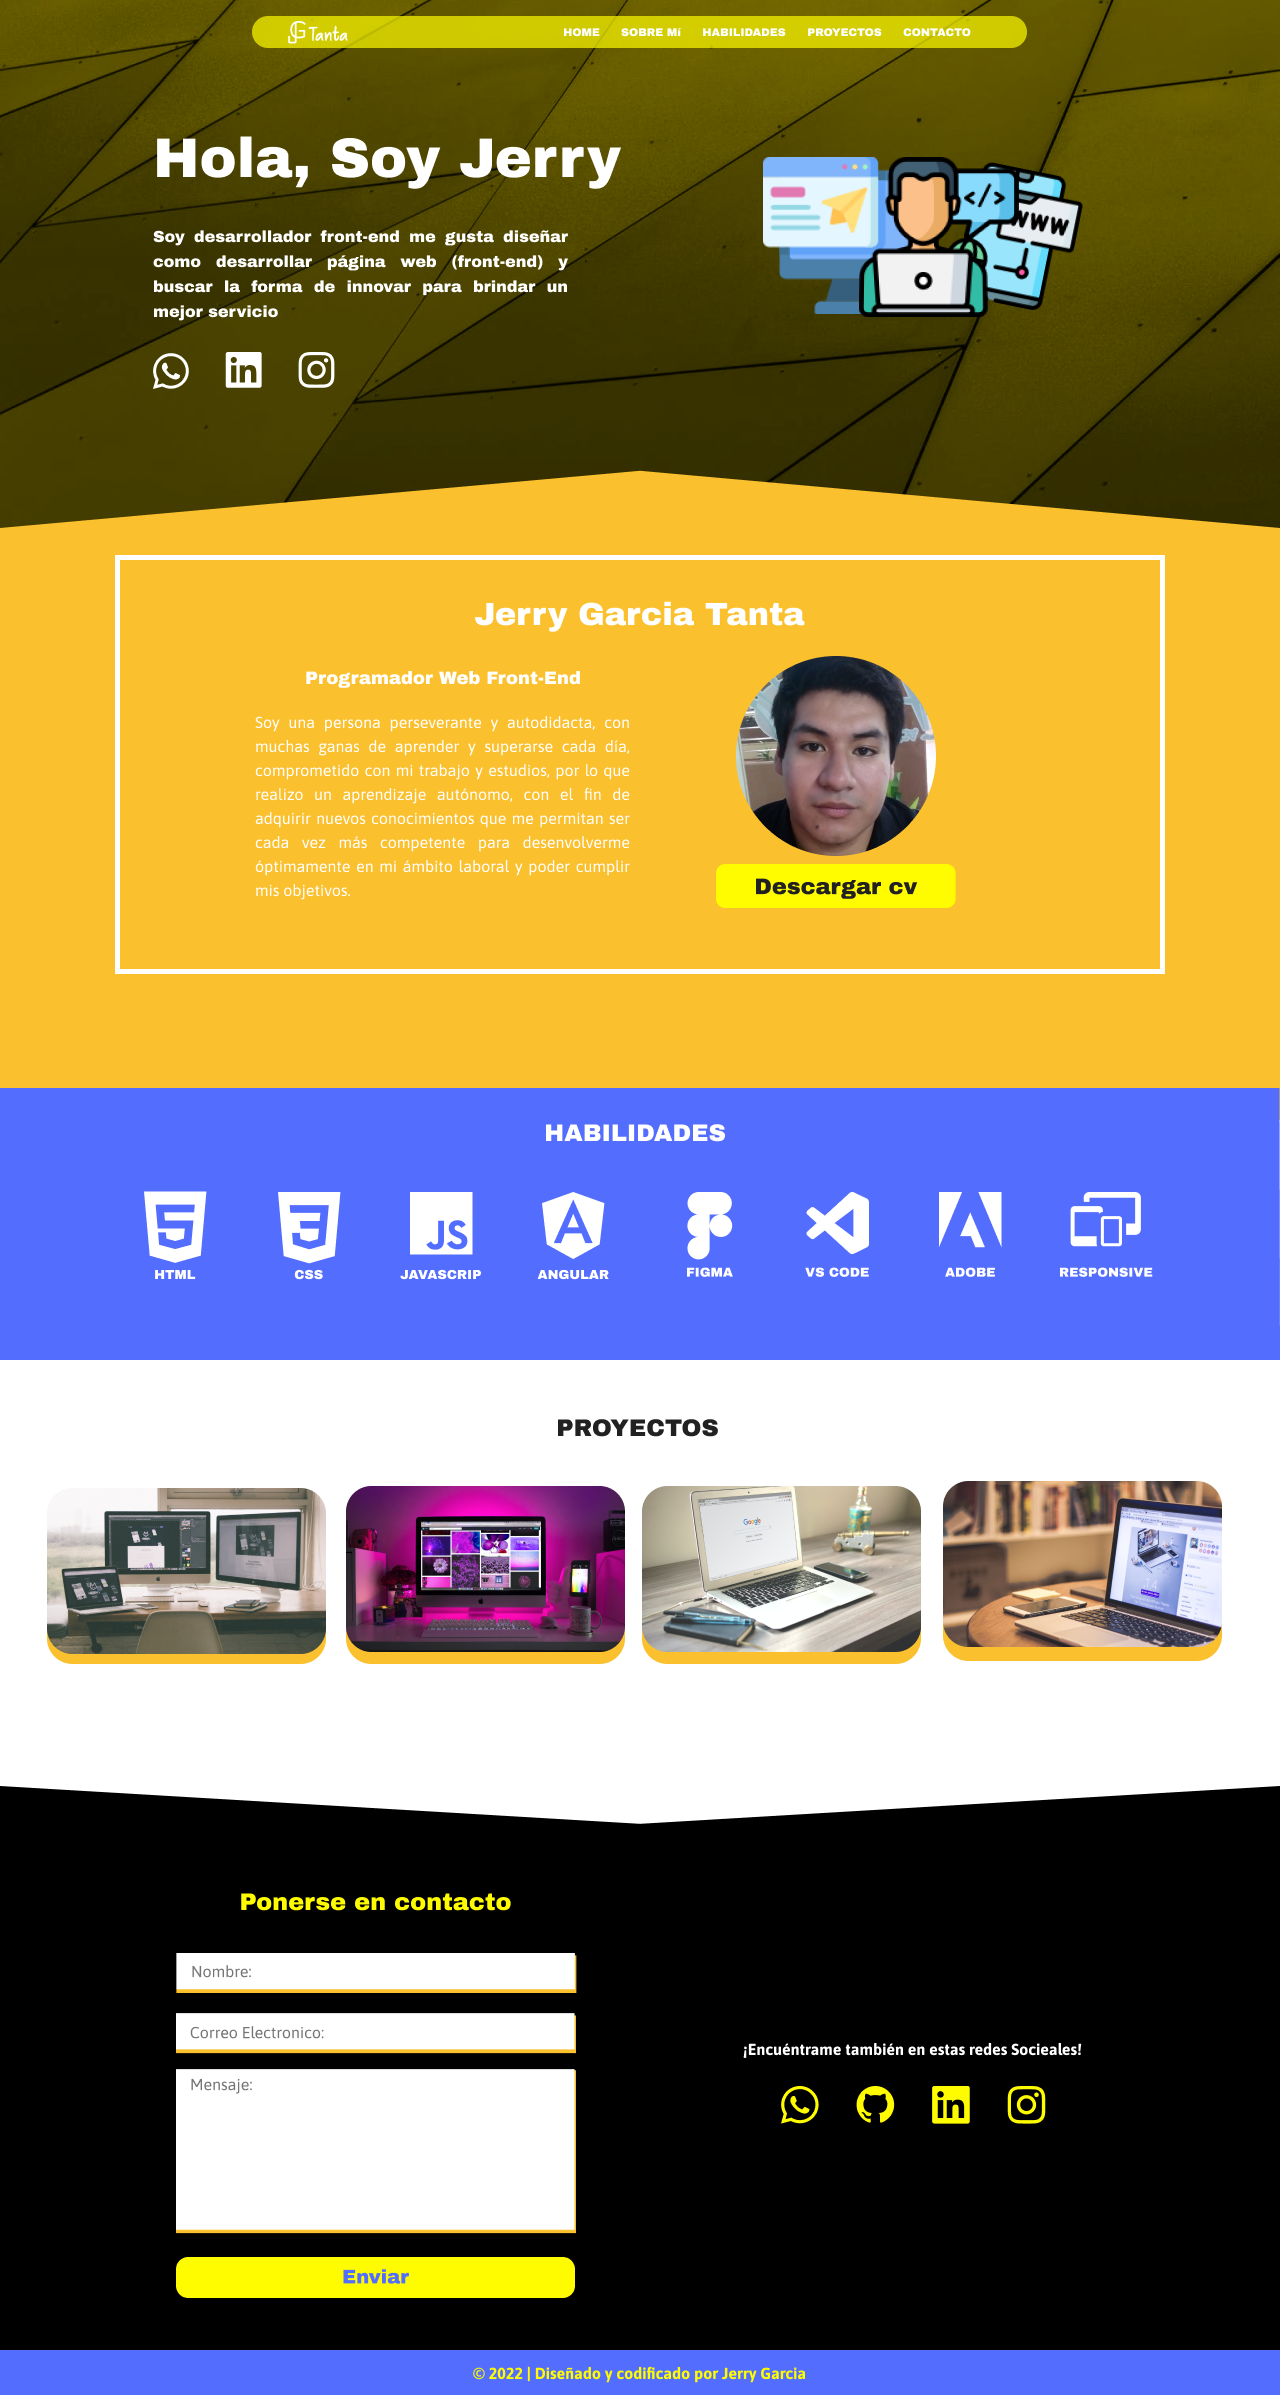 JG Tanta
HOME SOBRE Mí HABILIDADES PROYECTOS CONTACTO
Hola, Soy Jerry
Soy desarrollador front-end me gusta diseñar
como desarrollar página web (front-end) y
buscar la forma de innovar para brindar un
mejor servicio
</>
WWW
Jerry Garcia Tanta
Programador Web Front-End
Soy una persona perseverante y autodidacta, con
muchas ganas de aprender y superarse cada día,
comprometido con mi trabajo y estudios, por lo que
realizo un aprendizaje autónomo, con el fin de
adquirir nuevos conocimientos que me permitan ser
cada vez más competente para desenvolverme
óptimamente en mi ámbito laboral y poder cumplir
mis objetivos.
Descargar cv
HABILIDADES
JS
HTML CSS JAVASCRIP ANGULAR FIGMA VS CODE ADOBE RESPONSIVE
PROYECTOS
Google
Ponerse en contacto
Nombre:
Correo Electronico:
Mensaje:
Enviar
¡Encuéntrame también en estas redes Socieales!
© 2022 | Diseñado y codificado por Jerry Garcia